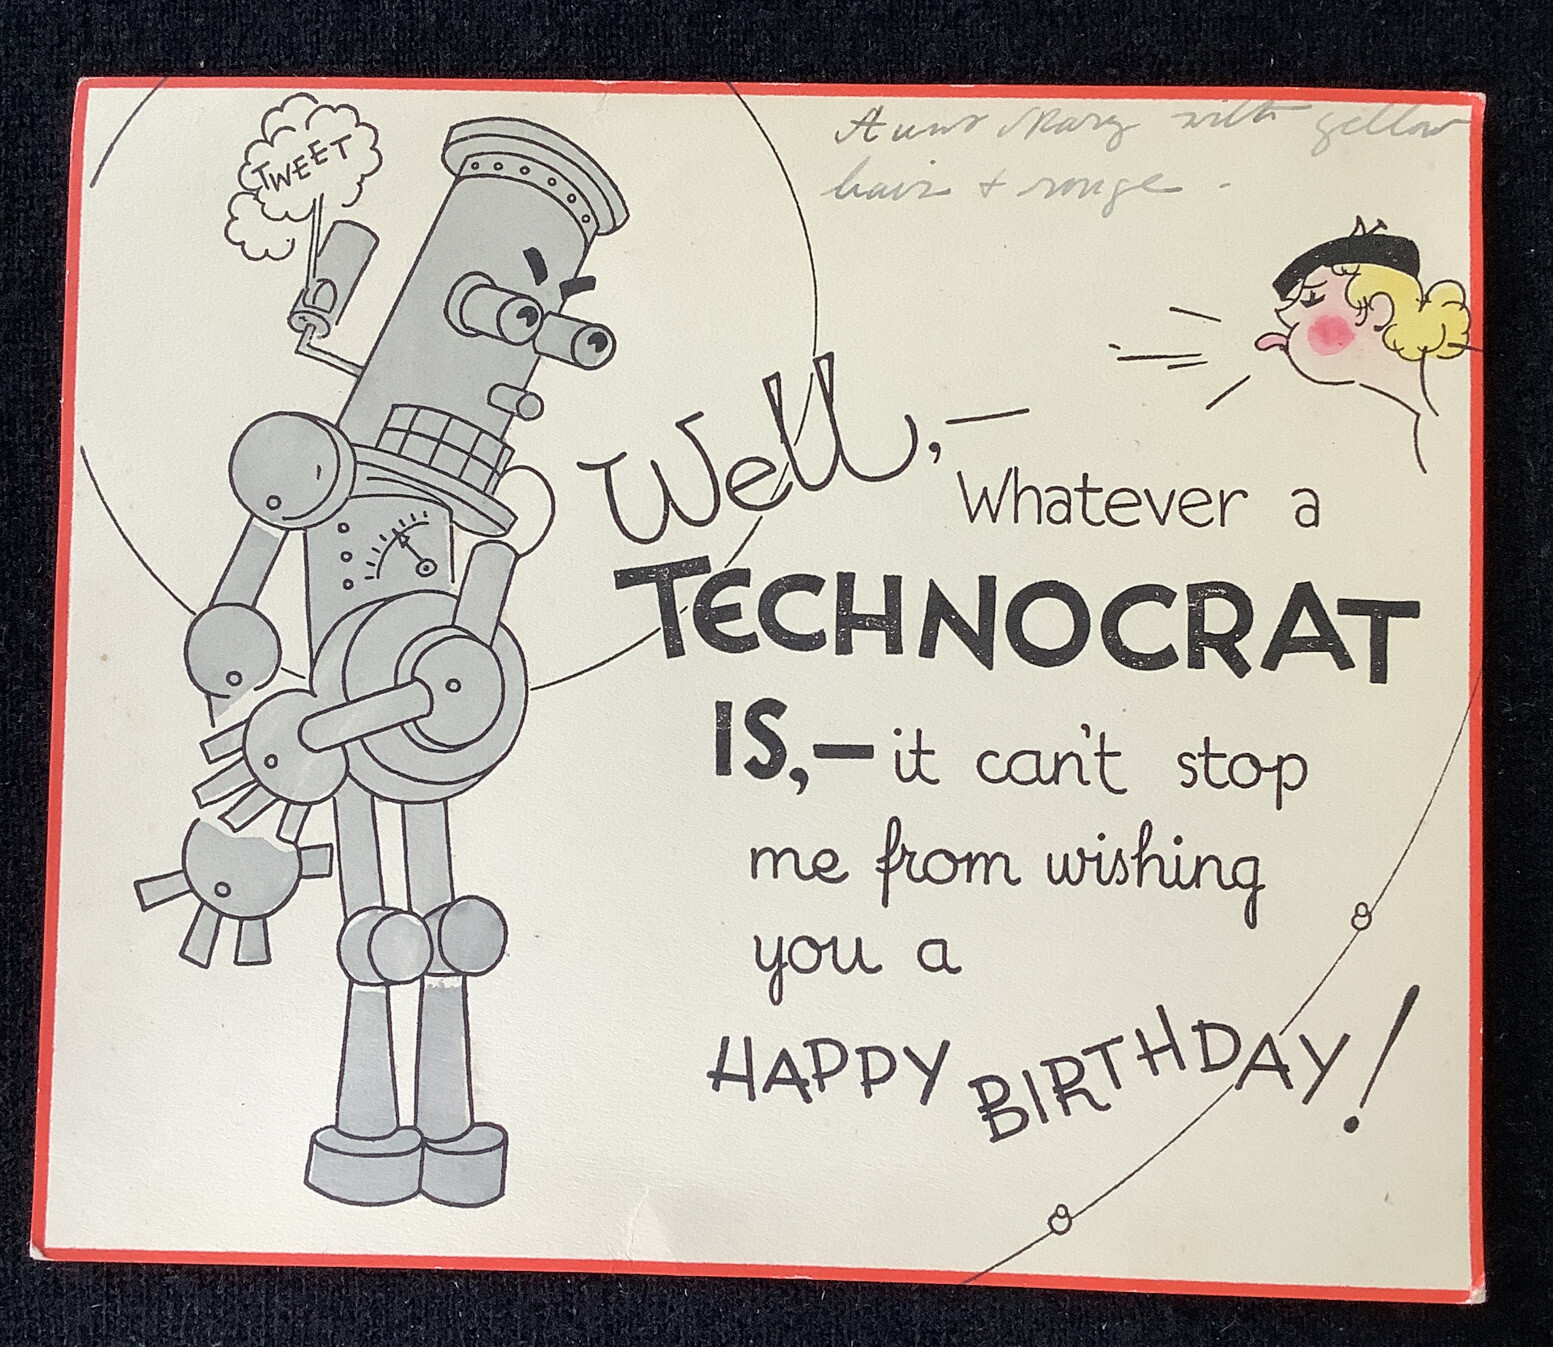 Aunt Mary with yellow
hair + rouge -
TWEET
Well,—
Whatever a
TECHNOCRAT
IS,— it can't stop
me from wishing
you a
HAPPY BIRTHDAY!